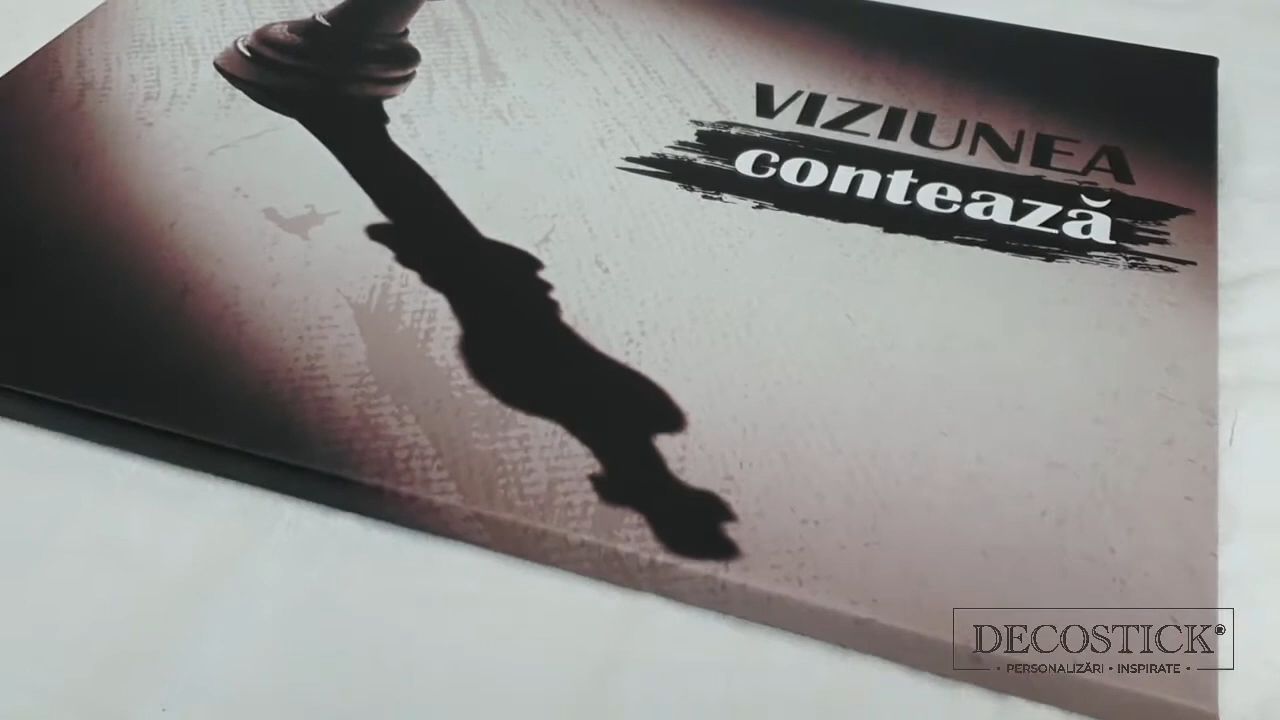 VIZIUNEA
contează
DECOSTICK®
• PERSONALIZĂRI • INSPIRATE •